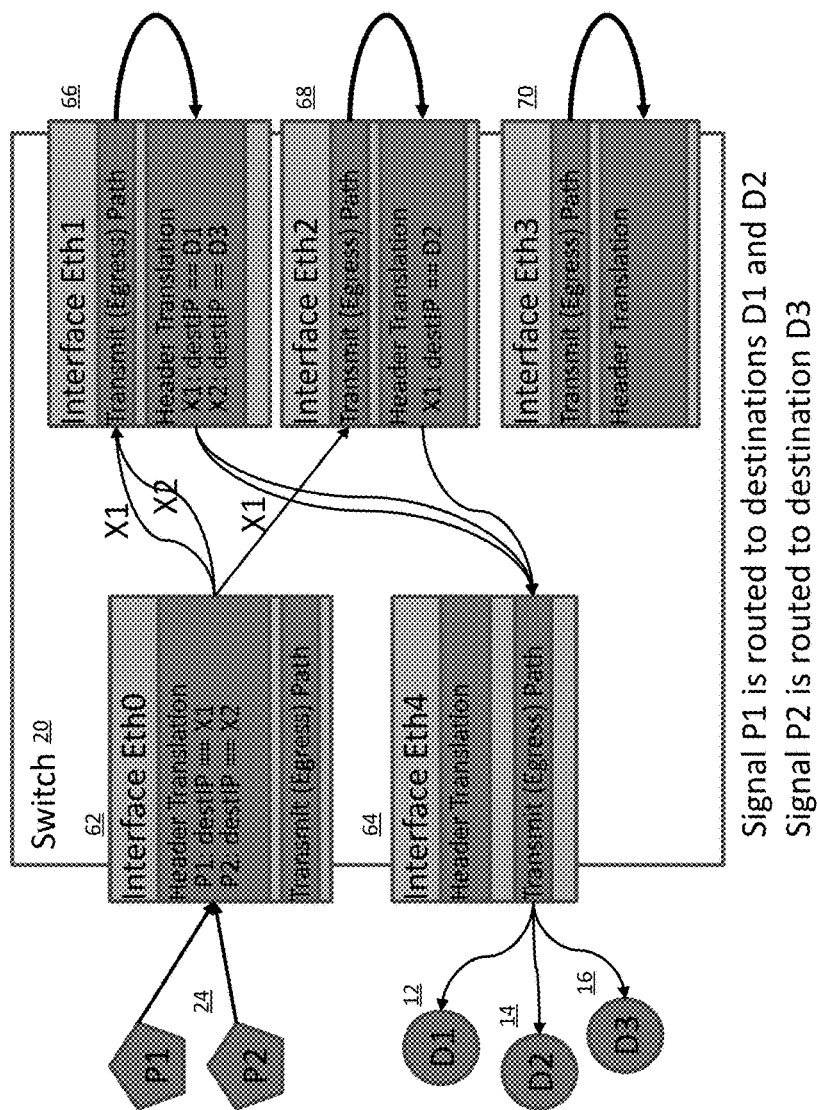 Switch 20
62
Interface Eth0
Header Translation
P1. destIP == X1
P2. destIP == X2
Transmit (Egress) Path
P1
P2
24
X1
X2
X1
66
Interface Eth1
Transmit (Egress) Path
Header Translation
X1. destIP == D1
X2. destIP == D3
68
Interface Eth2
Transmit (Egress) Path
Header Translation
X1. destIP == D2
70
Interface Eth3
Transmit (Egress) Path
Header Translation
64
Interface Eth4
Header Translation
Transmit (Egress) Path
12
D1
14
D2
16
D3
Signal P1 is routed to destinations D1 and D2
Signal P2 is routed to destination D3